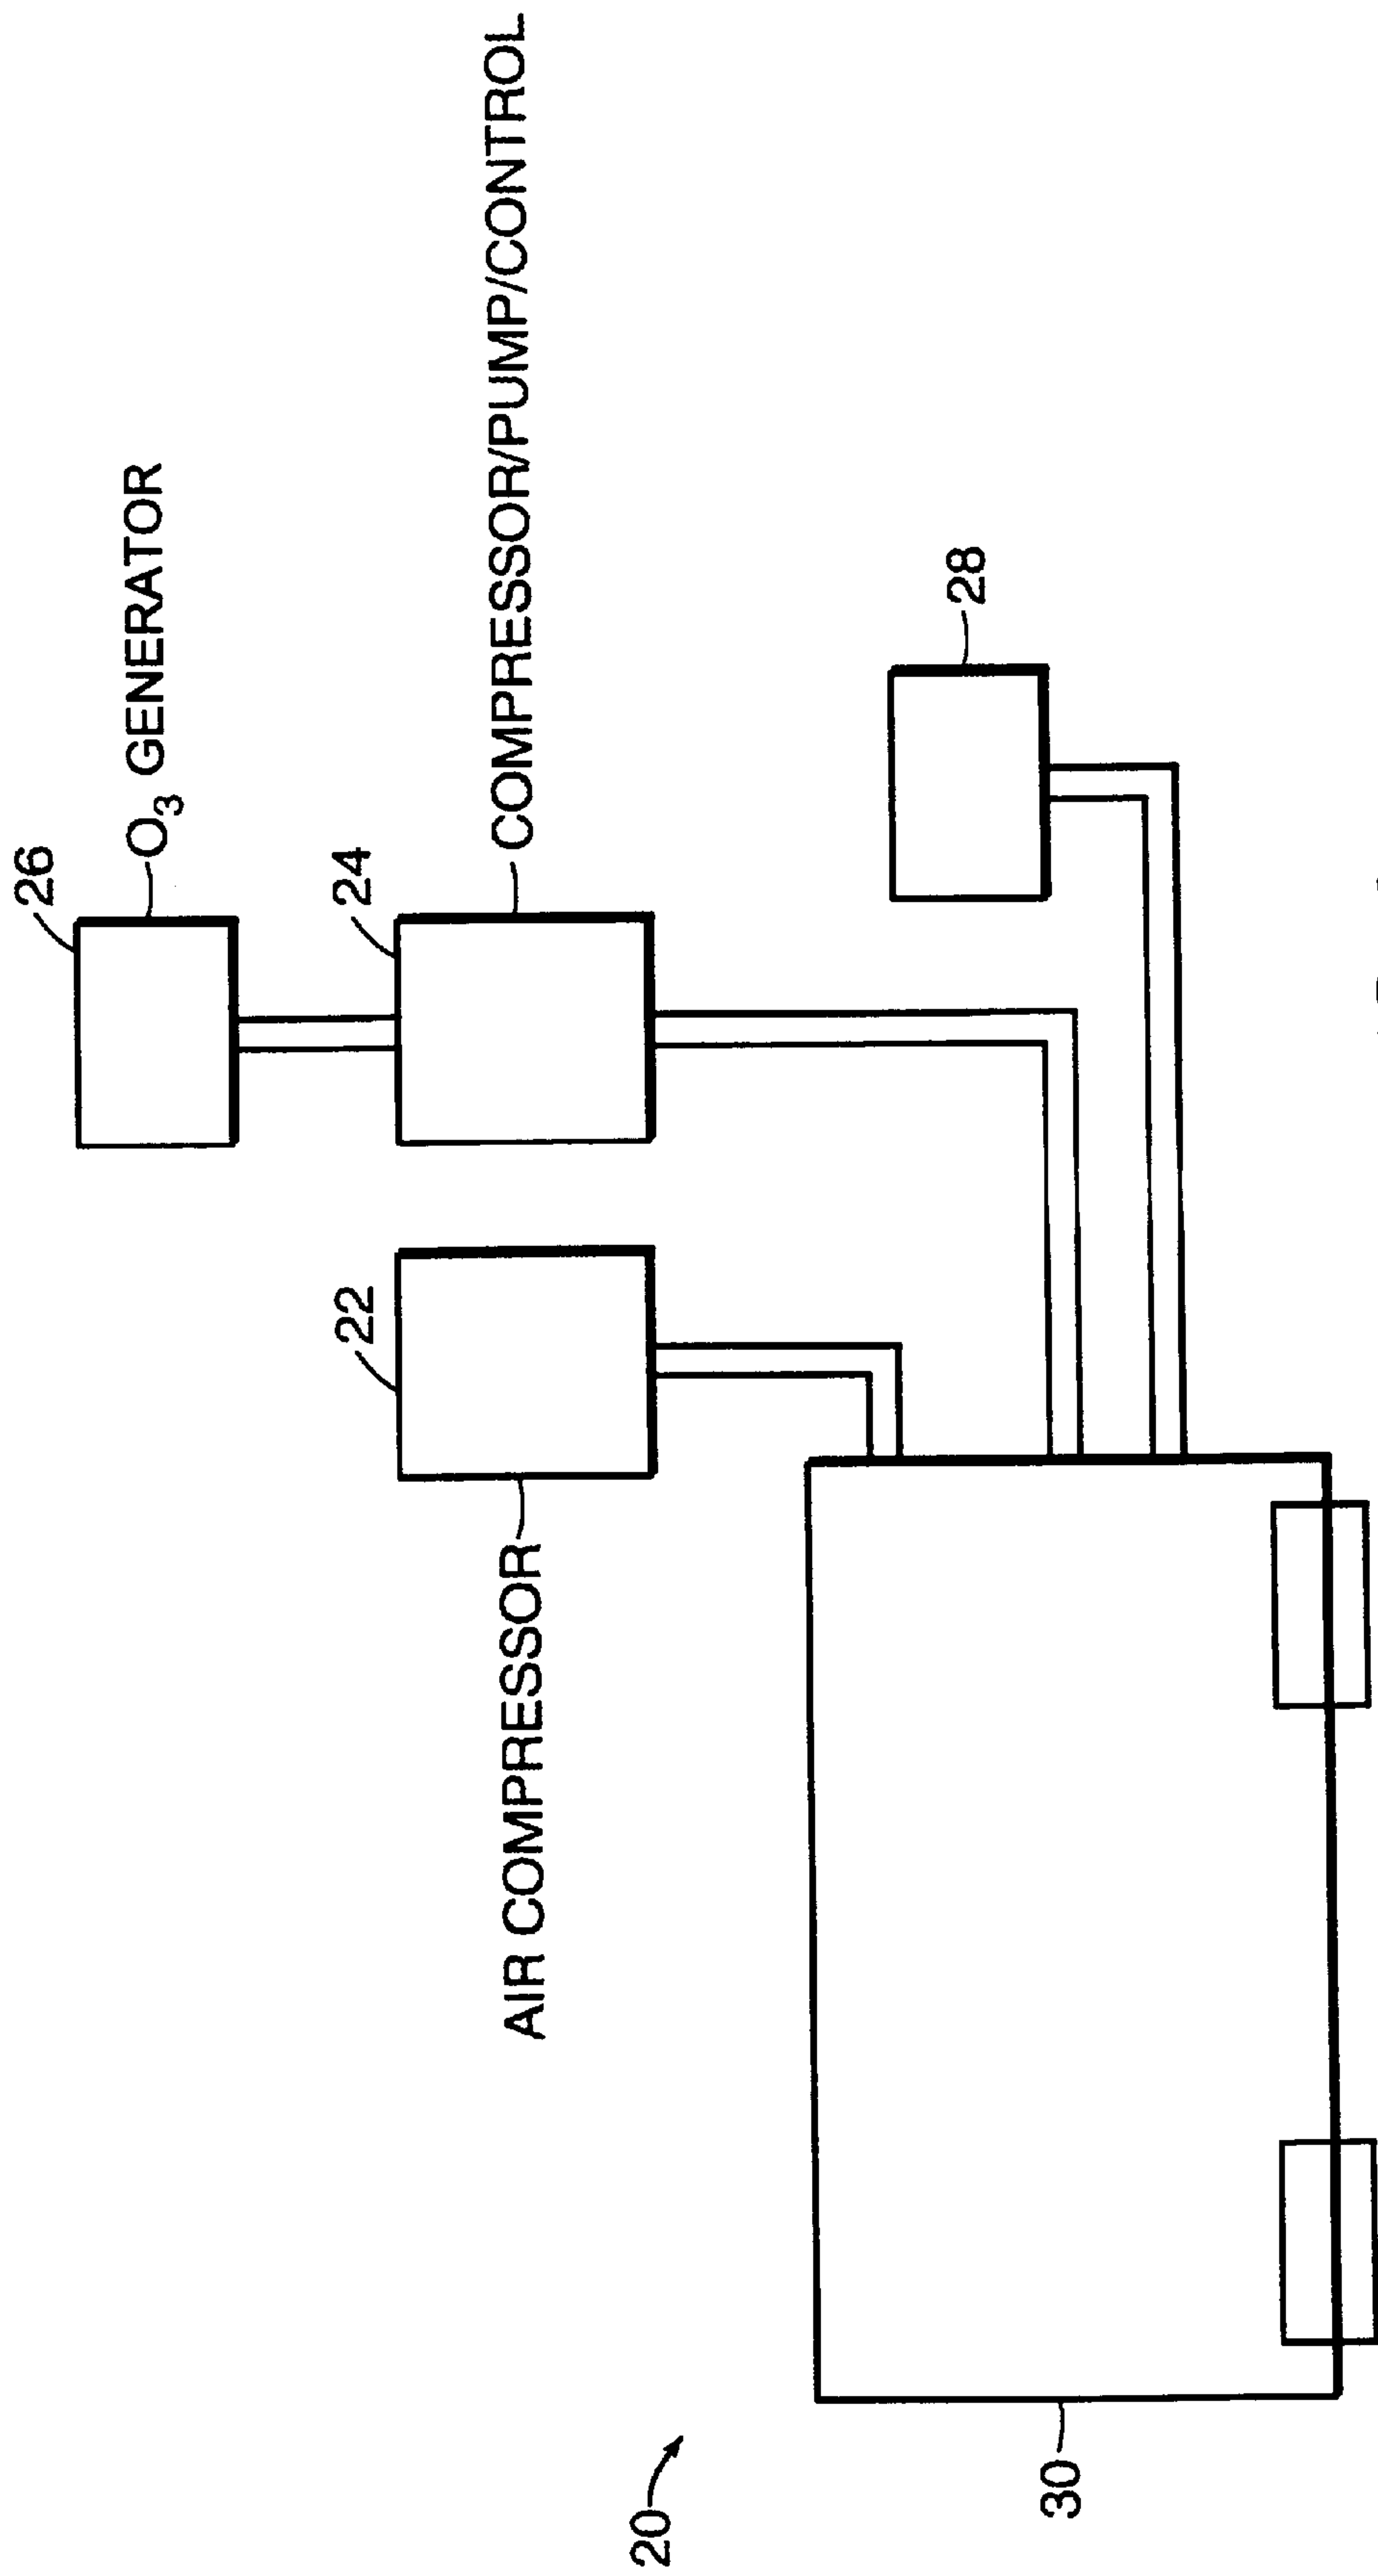 26
O₃ GENERATOR
24
COMPRESSOR/PUMP/CONTROL
22
AIR COMPRESSOR
28
20
30